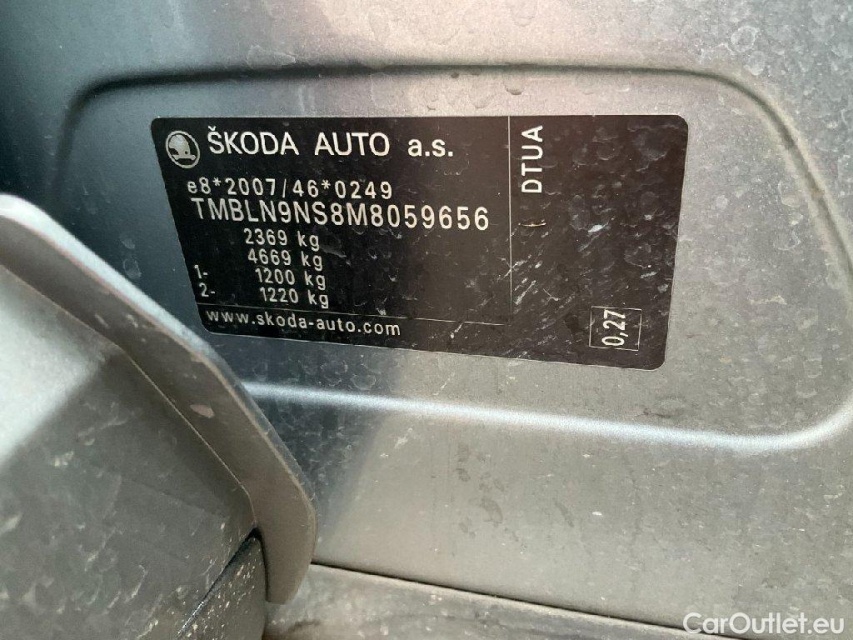 ŠKODA AUTO a.s.
e8*2007/46*0249
TMBLN9NS8M8059656
2369 kg
4669 kg
1- 1200 kg
2- 1220 kg
www.skoda-auto.com
DTUA
0,27
CarOutlet.eu